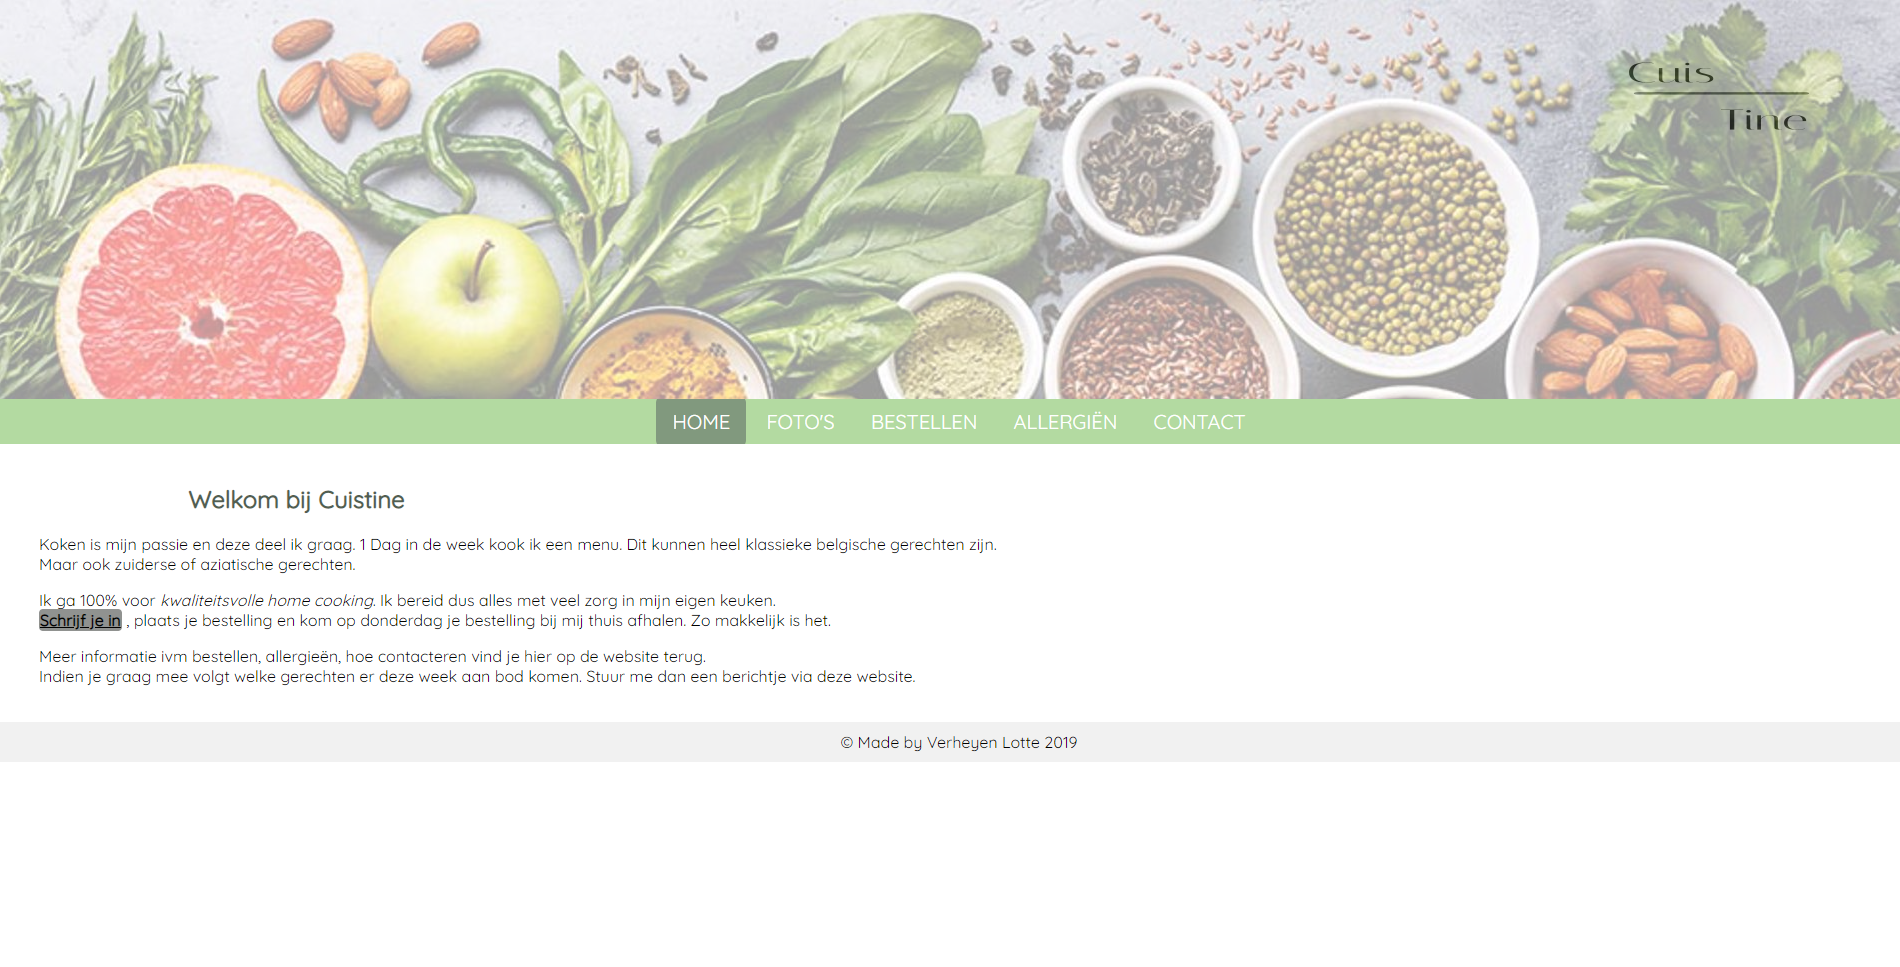 Cuis
Tine
HOME FOTO'S BESTELLEN ALLERGIËN CONTACT
Welkom bij Cuistine
Koken is mijn passie en deze deel ik graag. 1 Dag in de week kook ik een menu. Dit kunnen heel klassieke belgische gerechten zijn.
Maar ook zuiderse of aziatische gerechten.
Ik ga 100% voor kwaliteitsvolle home cooking. Ik bereid dus alles met veel zorg in mijn eigen keuken.
Schrijf je in , plaats je bestelling en kom op donderdag je bestelling bij mij thuis afhalen. Zo makkelijk is het.
Meer informatie ivm bestellen, allergieën, hoe contacteren vind je hier op de website terug.
Indien je graag mee volgt welke gerechten er deze week aan bod komen. Stuur me dan een berichtje via deze website.
© Made by Verheyen Lotte 2019